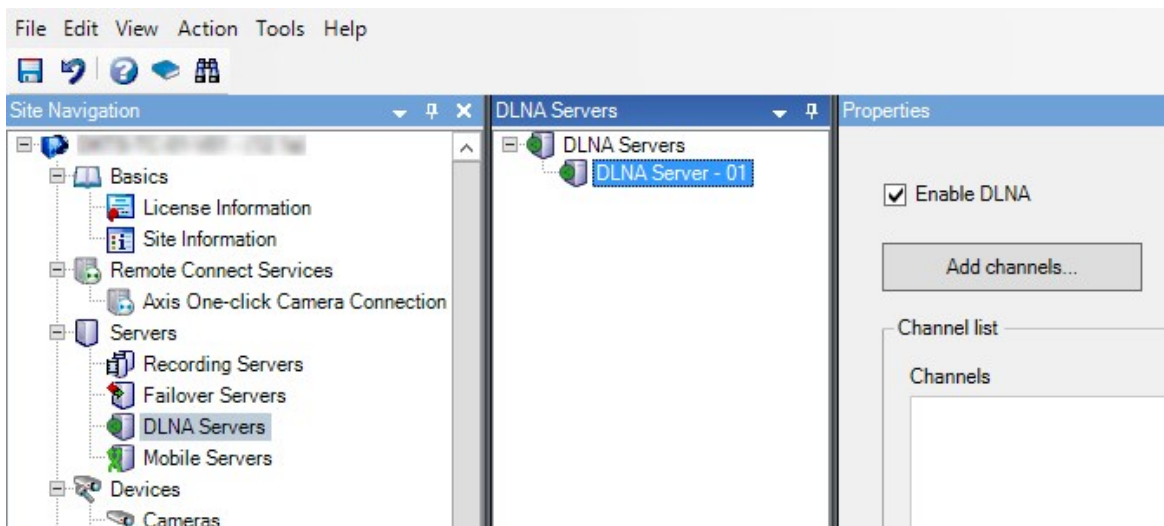 File Edit View Action Tools Help
Site Navigation
Basics
License Information
Site Information
Remote Connect Services
Axis One-click Camera Connection
Servers
Recording Servers
Failover Servers
DLNA Servers
Mobile Servers
Devices
Cameras
DLNA Servers
DLNA Servers
DLNA Server - 01
Properties
Enable DLNA
Add channels...
Channel list
Channels